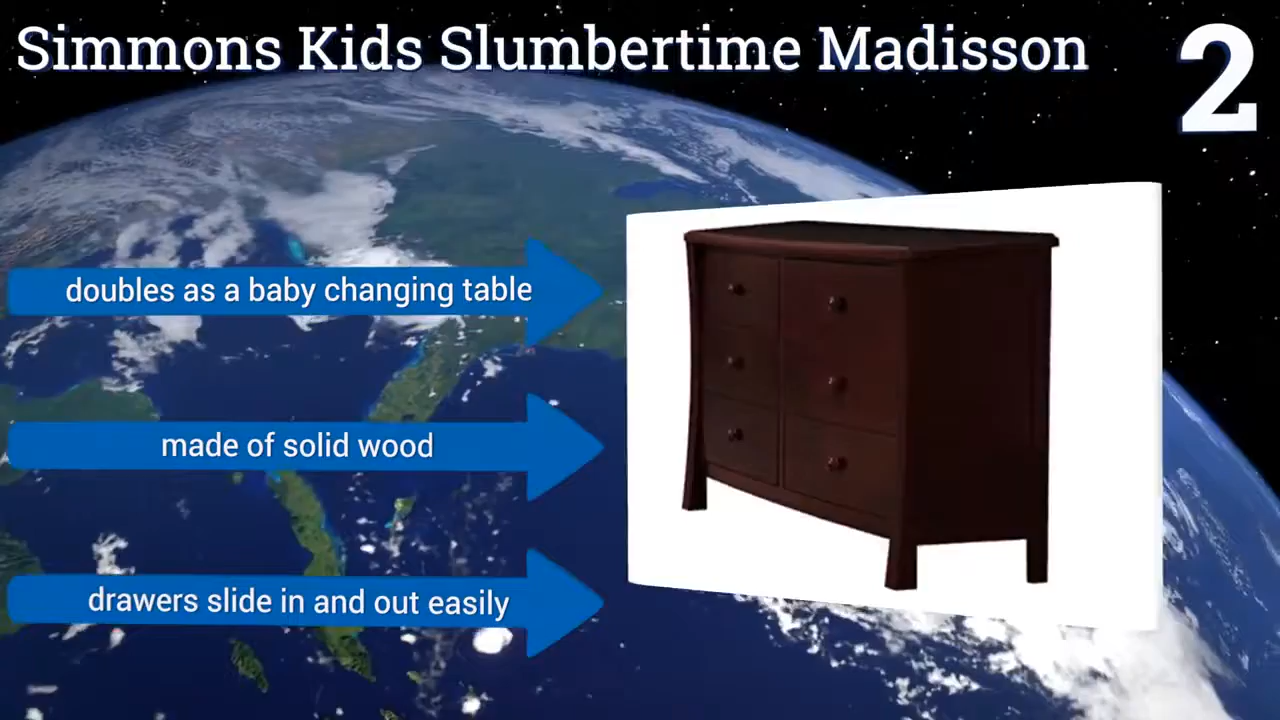 Simmons Kids Slumbertime Madisson
2
doubles as a baby changing table
made of solid wood
drawers slide in and out easily